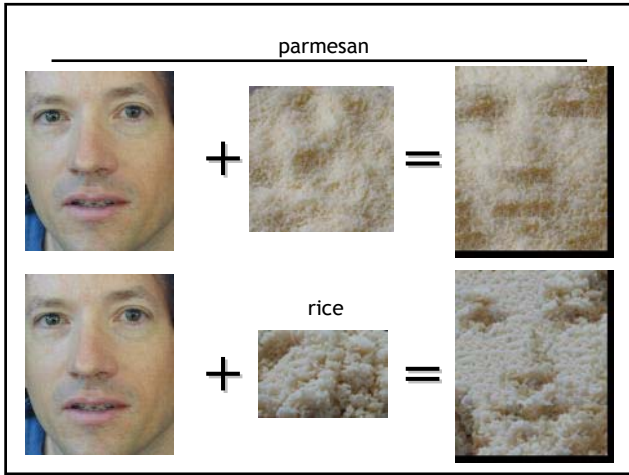 parmesan
+ =
rice
+ =